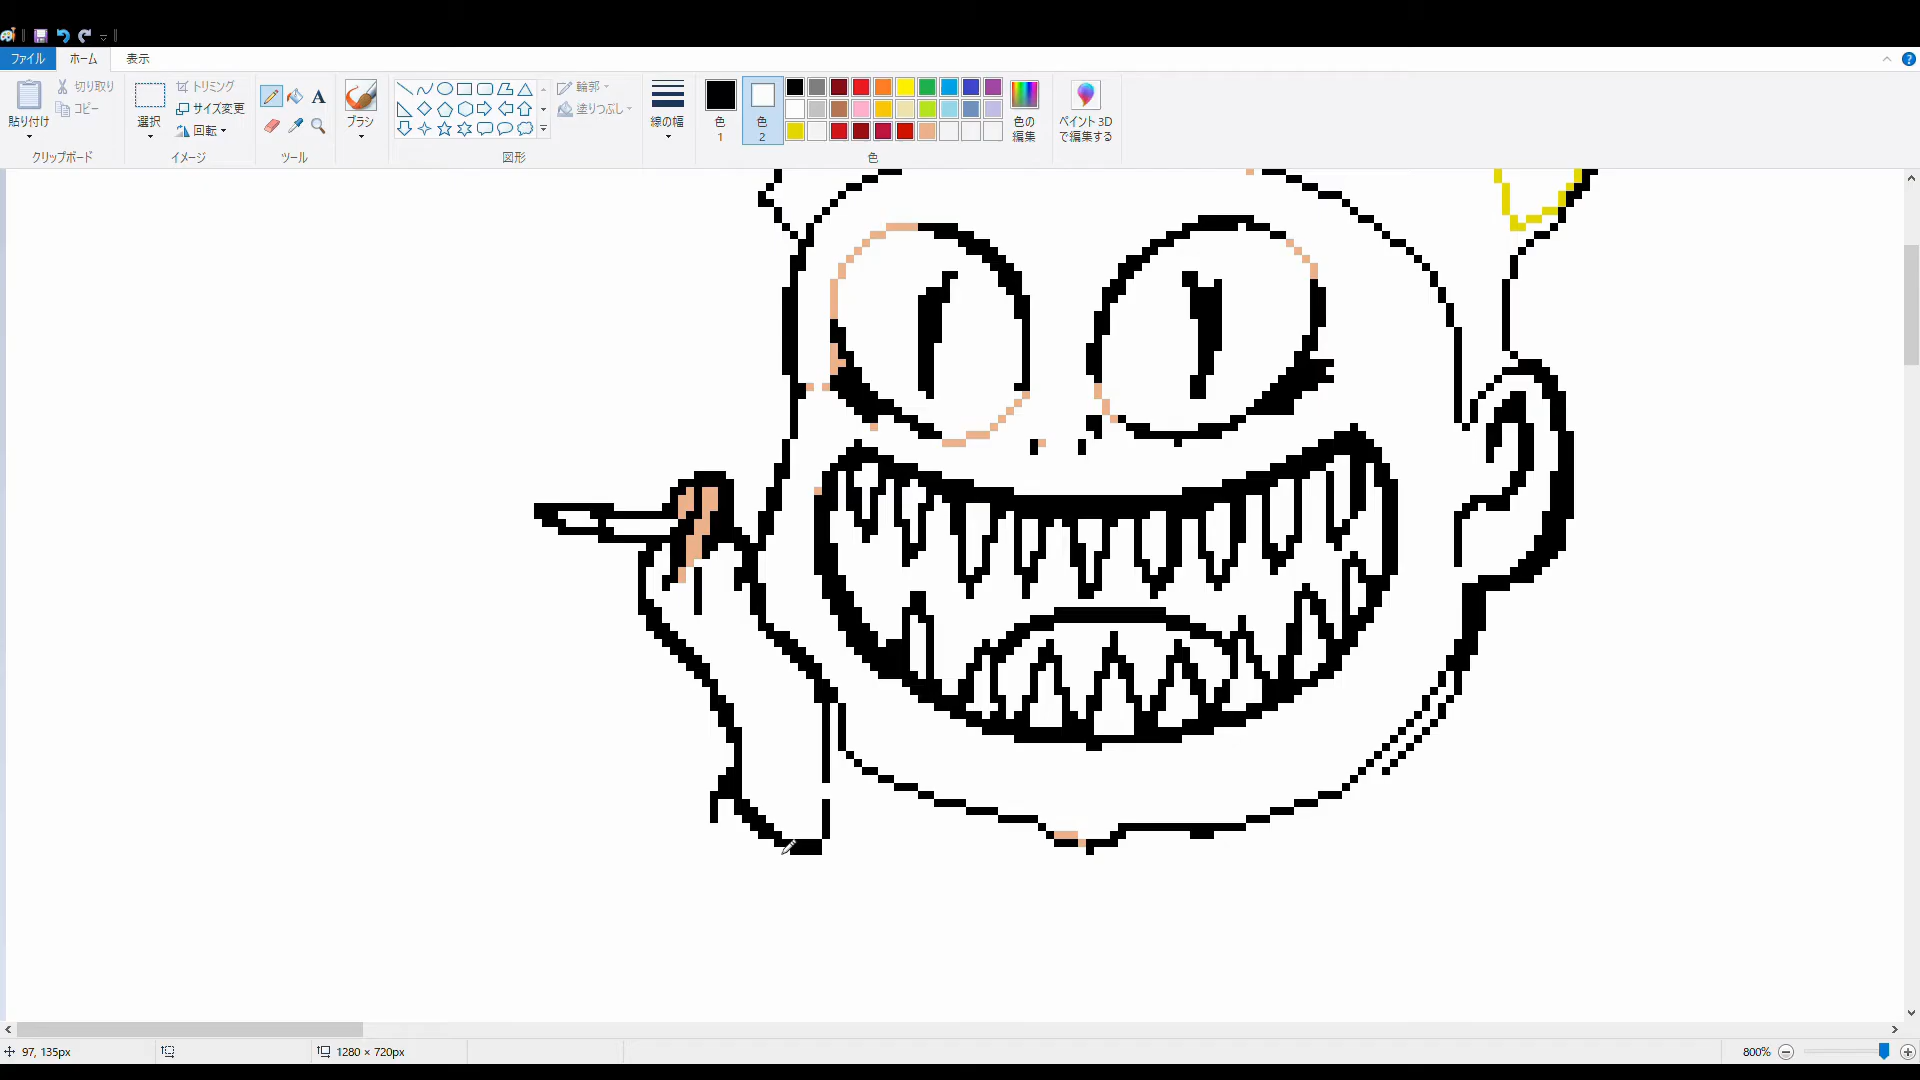 ファイル ホーム 表示
貼り付け
切り取り
コピー
クリップボード
選択
トリミング
サイズ変更
回転
イメージ
A
ツール
ブラシ
輪郭
塗りつぶし
図形
線の幅
色
1
色
2
色の
編集
色
ペイント 3D
で編集する
97, 135px
1280 × 720px
800%